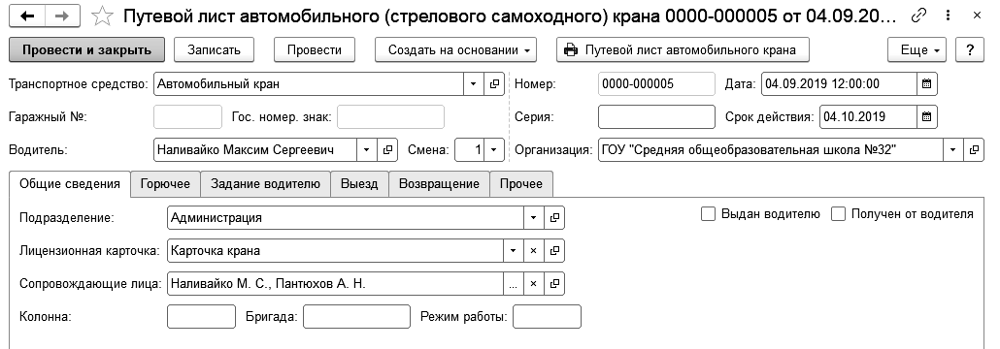 Путевой лист автомобильного (стрелового самоходного) крана 0000-000005 от 04.09.20...
Провести и закрыть Записать Провести Создать на основании Путевой лист автомобильного крана Еще ?
Транспортное средство: Автомобильный кран Номер: 0000-000005 Дата: 04.09.2019 12:00:00
Гаражный №: Гос. номер. знак: Серия: Срок действия: 04.10.2019
Водитель: Наливайко Максим Сергеевич Смена: 1 Организация: ГОУ "Средняя общеобразовательная школа №32"
Общие сведения Горючее Задание водителю Выезд Возвращение Прочее
Подразделение: Администрация Выдан водителю Получен от водителя
Лицензионная карточка: Карточка крана
Сопровождающие лица: Наливайко М. С., Пантюхов А. Н. ...
Колонна: Бригада: Режим работы: